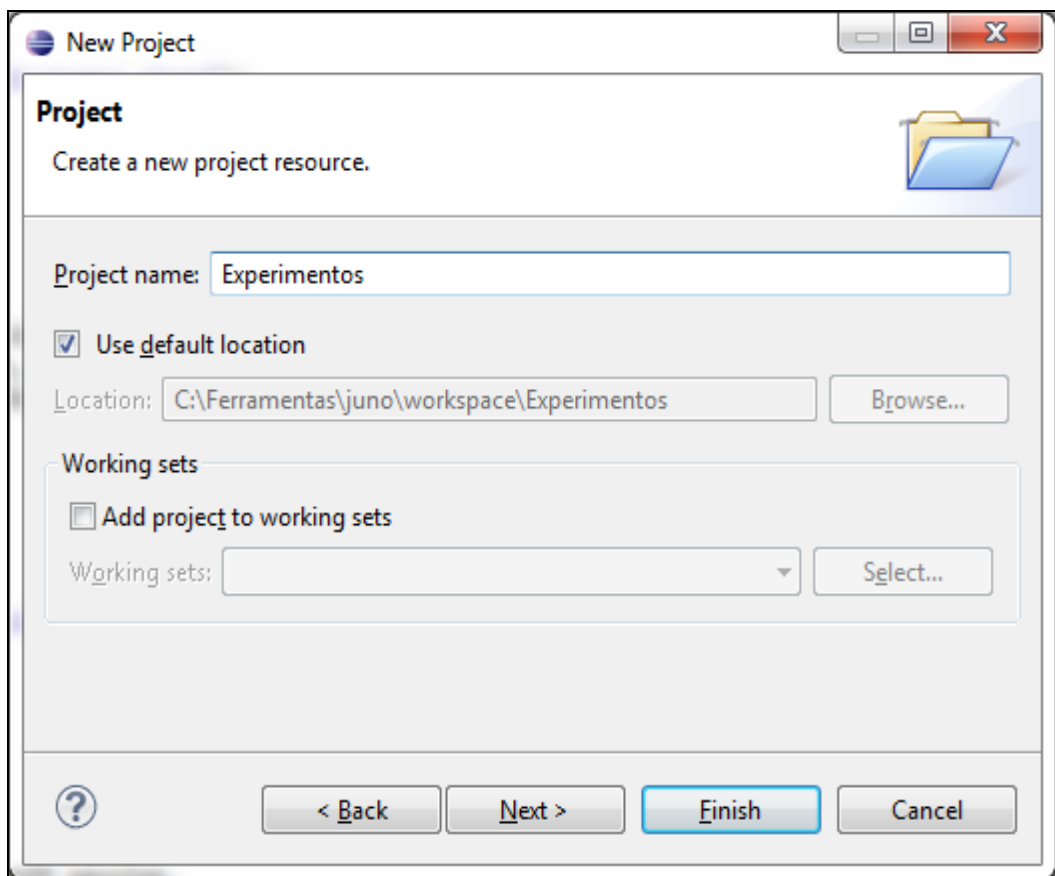 New Project
Project
Create a new project resource.
Project name: Experimentos
Use default location
Location: C:\Ferramentas\juno\workspace\Experimentos Browse...
Working sets
Add project to working sets
Working sets: Select...
? < Back Next > Finish Cancel